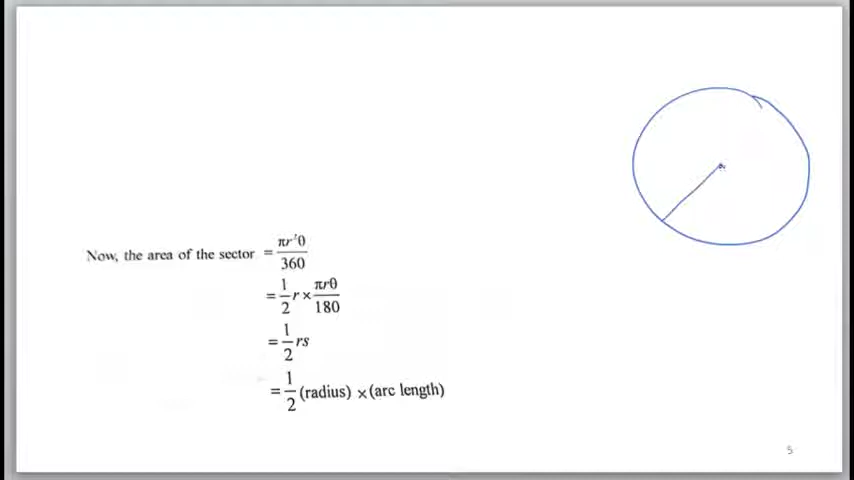 Now, the area of the sector = πr²θ/360
= 1/2 r × πrθ/180
= 1/2 rs
= 1/2 (radius) × (arc length)
5